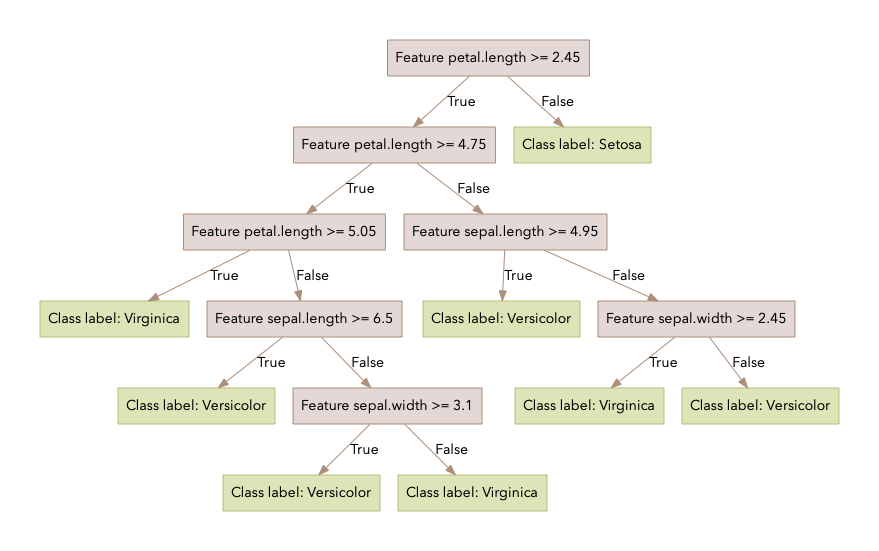 Feature petal.length >= 2.45
True
False
Feature petal.length >= 4.75
Class label: Setosa
True
False
Feature petal.length >= 5.05
Feature sepal.length >= 4.95
True
False
True
False
Class label: Virginica
Feature sepal.length >= 6.5
Class label: Versicolor
Feature sepal.width >= 2.45
True
False
True
False
Class label: Versicolor
Feature sepal.width >= 3.1
Class label: Virginica
Class label: Versicolor
True
False
Class label: Versicolor
Class label: Virginica